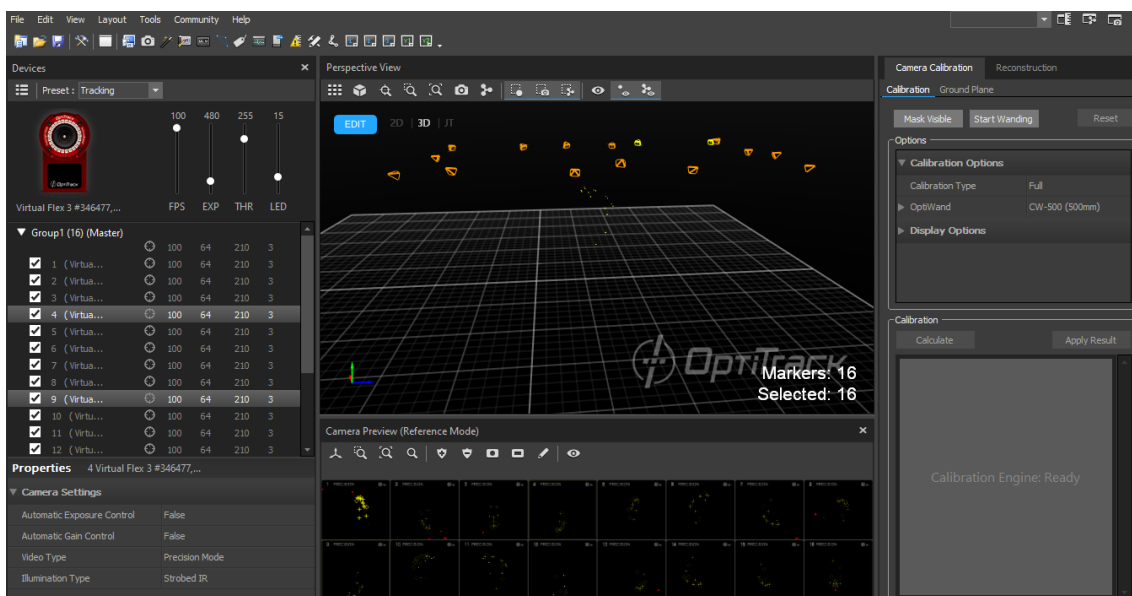 File Edit View Layout Tools Community Help
Devices
Preset : Tracking
100 480 255 15
FPS EXP THR LED
Virtual Flex 3 #346477,...
Group1 (16) (Master)
100 64 210 3
1 ( Virtua... 100 64 210 3
2 ( Virtua... 100 64 210 3
3 ( Virtua... 100 64 210 3
4 ( Virtua... 100 64 210 3
5 ( Virtua... 100 64 210 3
6 ( Virtua... 100 64 210 3
7 ( Virtua... 100 64 210 3
8 ( Virtua... 100 64 210 3
9 ( Virtua... 100 64 210 3
10 ( Virtu... 100 64 210 3
11 ( Virtu... 100 64 210 3
12 ( Virtu... 100 64 210 3
Properties 4 Virtual Flex 3 #346477,...
Camera Settings
Automatic Exposure Control False
Automatic Gain Control False
Video Type Precision Mode
Illumination Type Strobed IR
Perspective View
EDIT 2D | 3D | JT
OptiTrack
Markers: 16
Selected: 16
Camera Preview (Reference Mode)
Camera Calibration Reconstruction
Calibration Ground Plane
Mask Visible Start Wanding Reset
Options
Calibration Options
Calibration Type Full
OptiWand CW-500 (500mm)
Display Options
Calibration
Calculate Apply Result
Calibration Engine: Ready